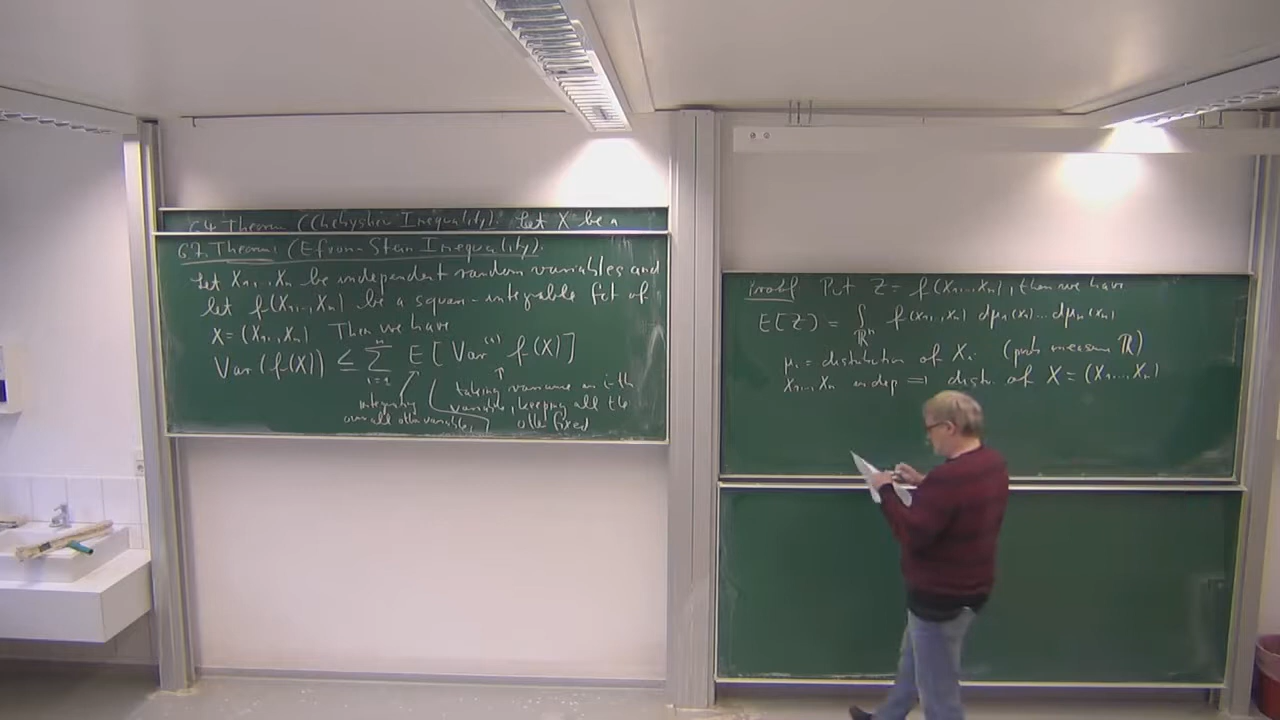 6.4 Theorem (Chebyshev Inequality). Let X be a
6.7 Theorem: (Efron-Stein Inequality).
Let X₁,..,Xₙ be independent random variables and
let f(X₁,..,Xₙ) be a square-integrable fct of
X = (X₁,..,Xₙ) Then we have
Var(f(X)) ≤ Σᵢ₌₁ⁿ E[Var⁽ⁱ⁾ f(X)]
integrating
over all other variables
taking variance in i-th
variable, keeping all the
other fixed
Proof Put Z = f(X₁,..,Xₙ), then we have
E[Z] = ∫_ℝⁿ f(x₁,..,xₙ) dμ₁(x₁)...dμₙ(xₙ)
μᵢ = distribution of Xᵢ (prob measure ℝ)
X₁,..,Xₙ indep ⇒ distr. of X = (X₁,..,Xₙ)